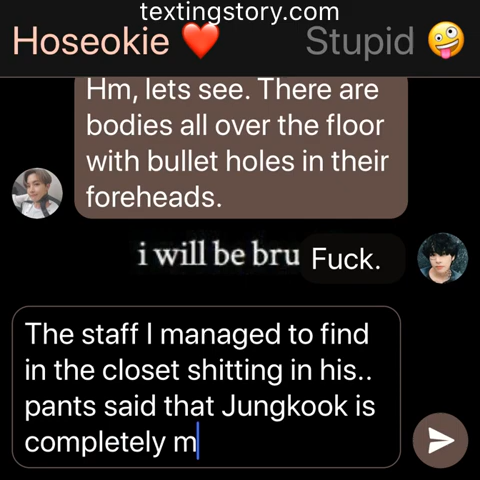 textingstory.com
Hoseokie ❤️ Stupid 🤪
Hm, lets see. There are
bodies all over the floor
with bullet holes in their
foreheads.
i will be bru
Fuck.
The staff I managed to find
in the closet shitting in his..
pants said that Jungkook is
completely m